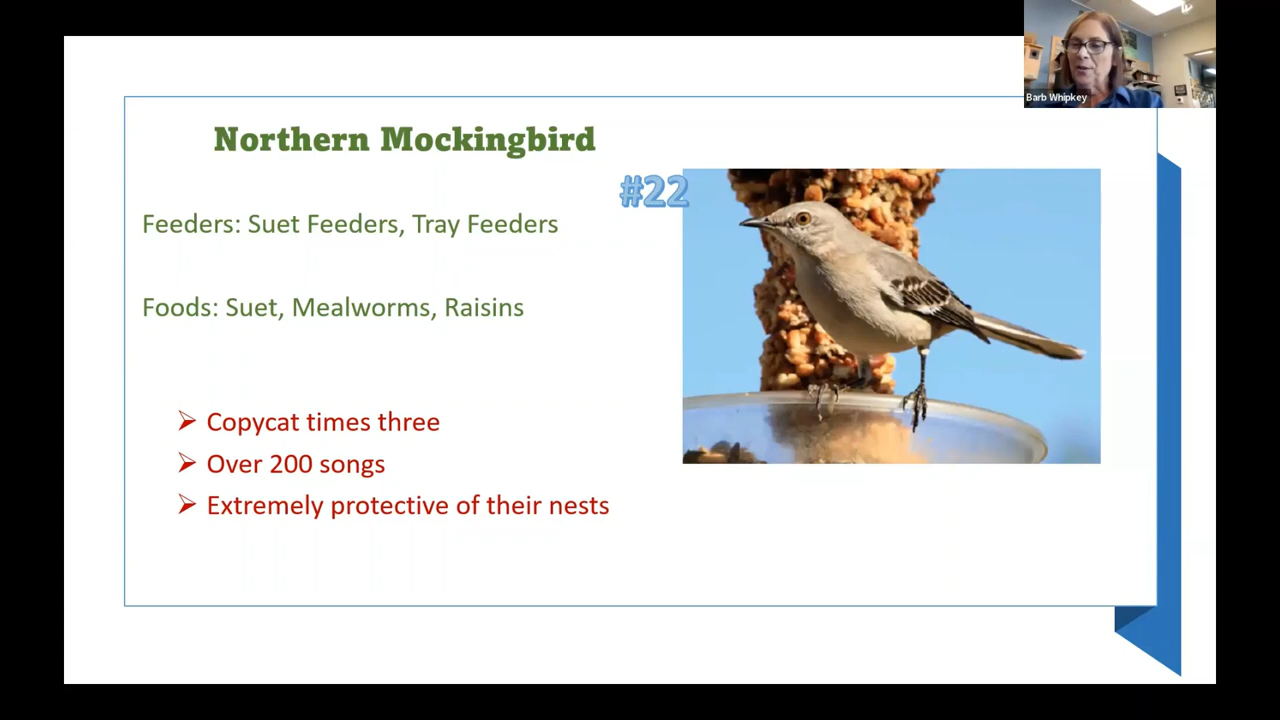 Barb Whipkey
Northern Mockingbird
#22
Feeders: Suet Feeders, Tray Feeders
Foods: Suet, Mealworms, Raisins
Copycat times three
Over 200 songs
Extremely protective of their nests